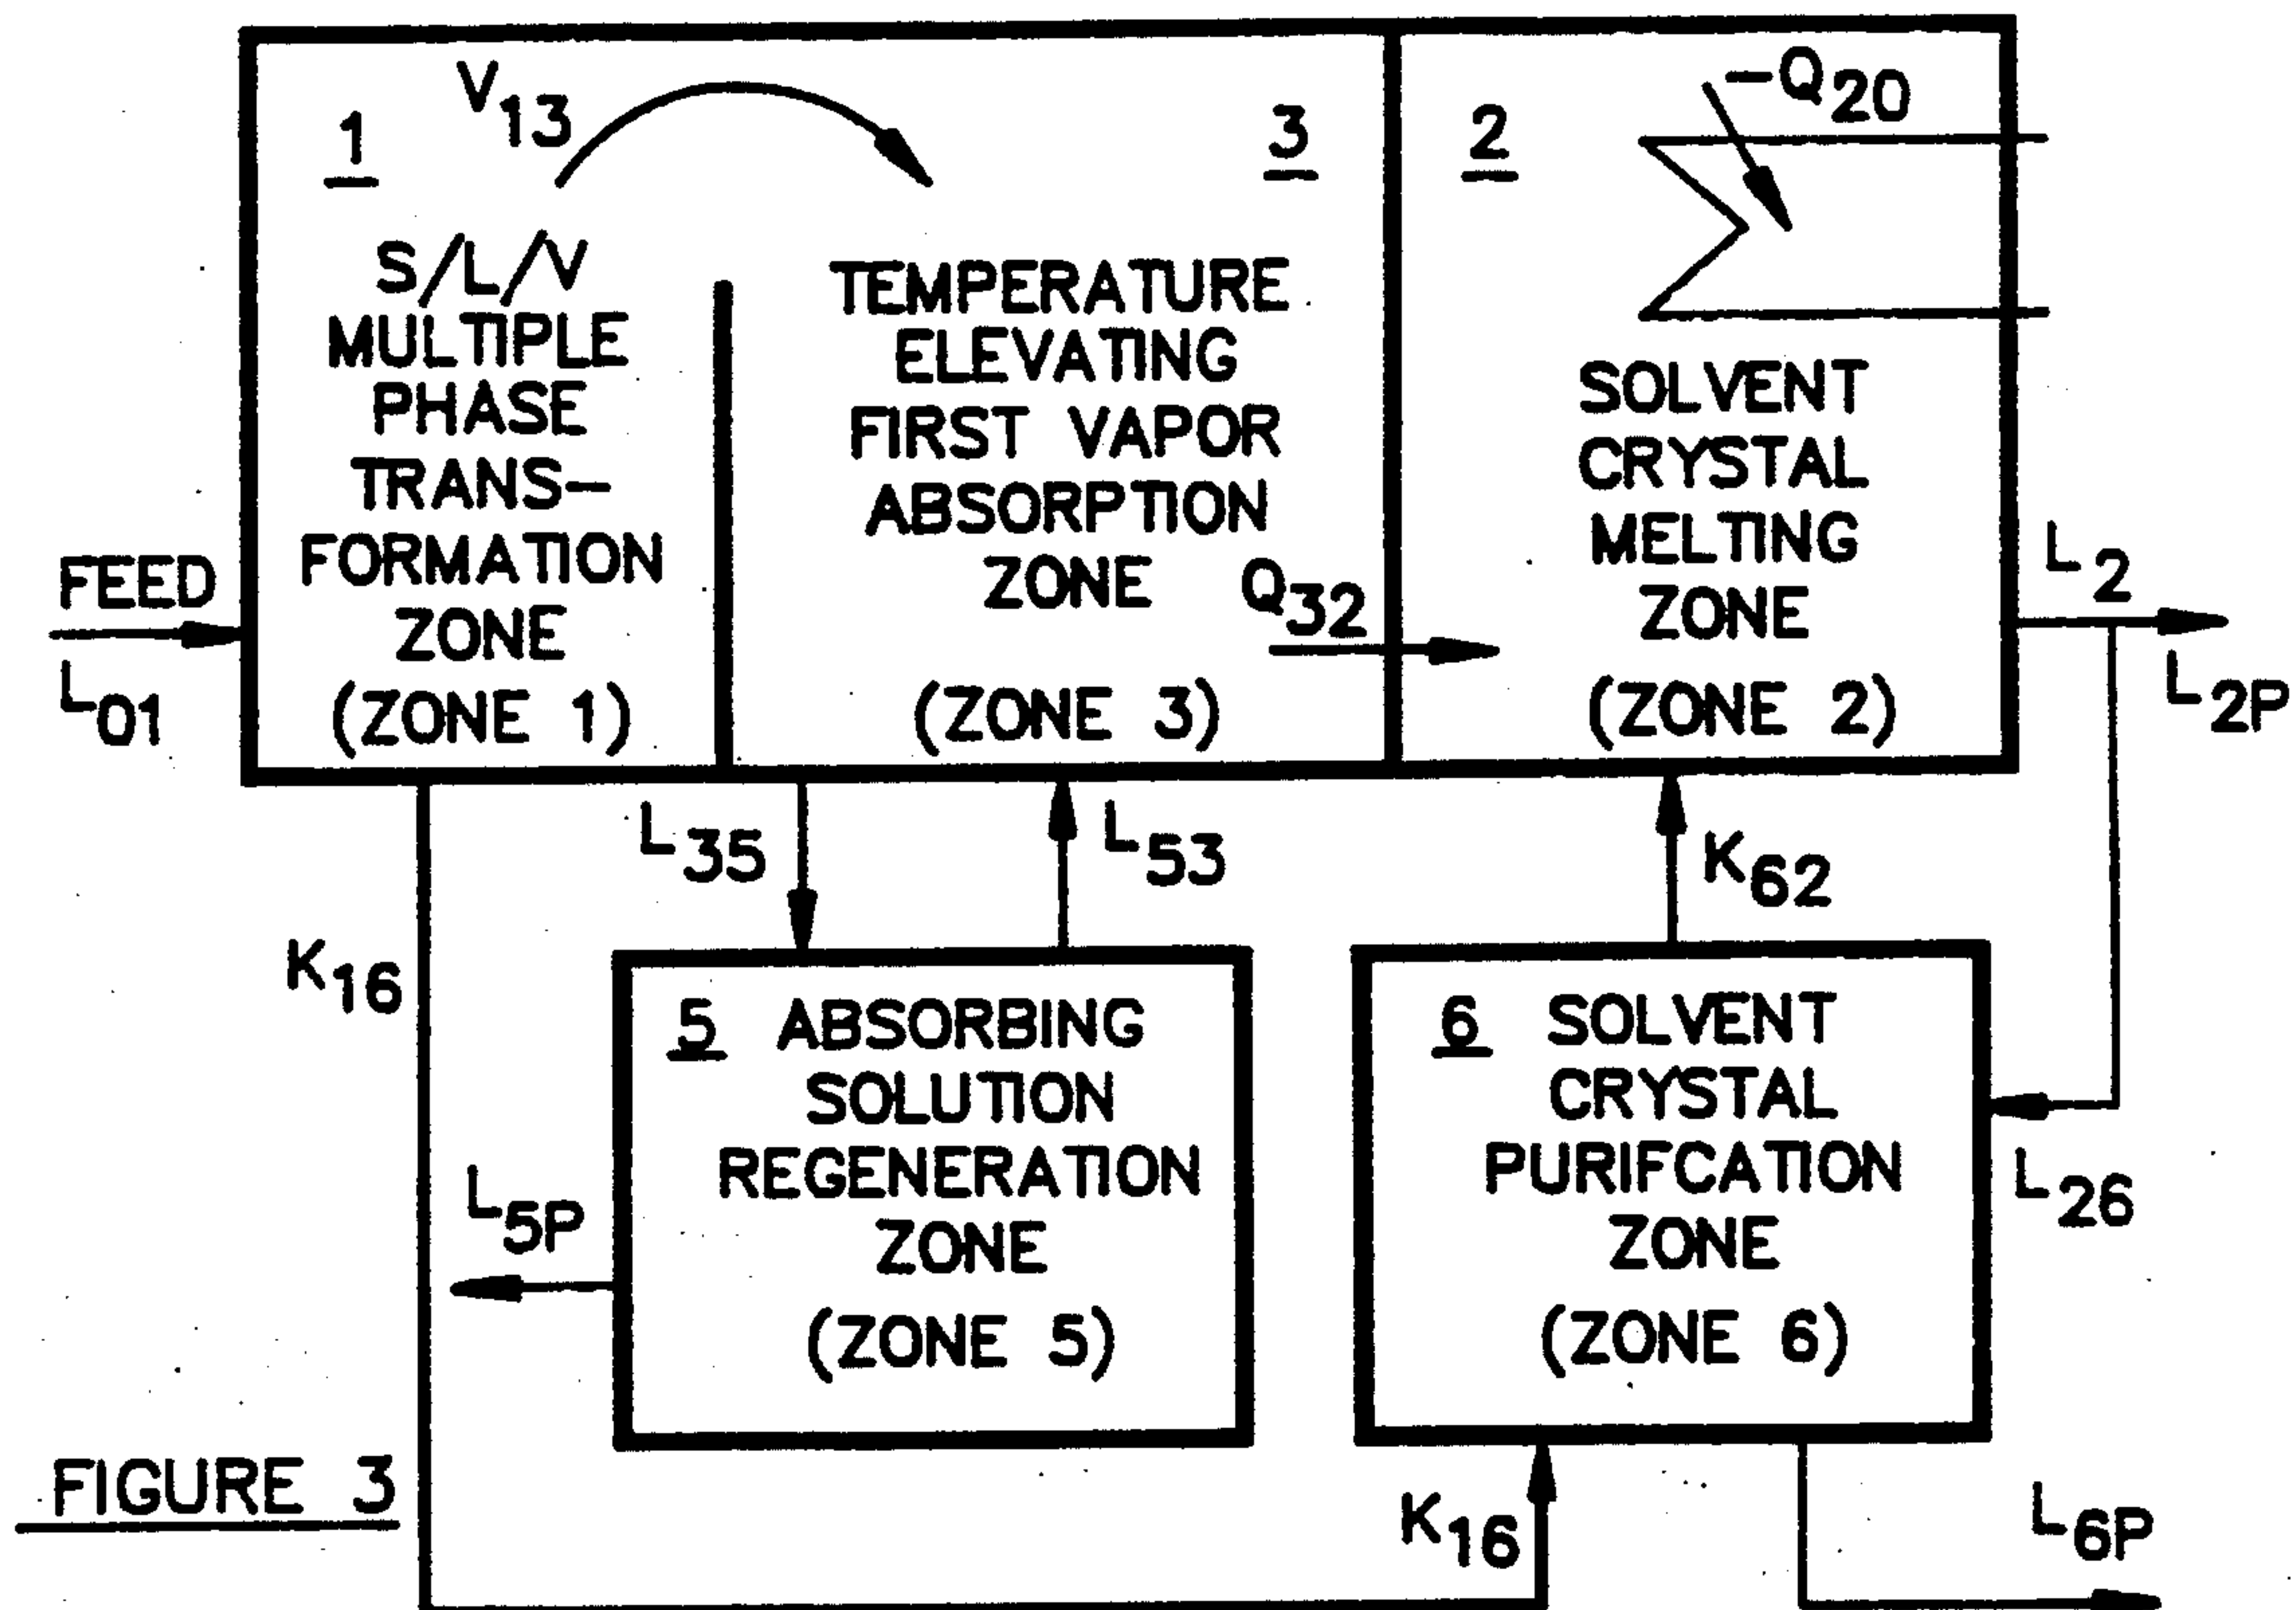 V13
1
3
2
-Q20
S/L/V
MULTIPLE
PHASE
TRANS-
FORMATION
ZONE
(ZONE 1)
TEMPERATURE
ELEVATING
FIRST VAPOR
ABSORPTION
ZONE
(ZONE 3)
Q32
SOLVENT
CRYSTAL
MELTING
ZONE
(ZONE 2)
FEED
L01
L2
L2P
L35
L53
K62
K16
5 ABSORBING
SOLUTION
REGENERATION
ZONE
(ZONE 5)
L5P
6 SOLVENT
CRYSTAL
PURIFCATION
ZONE
(ZONE 6)
L26
FIGURE 3
K16
L6P